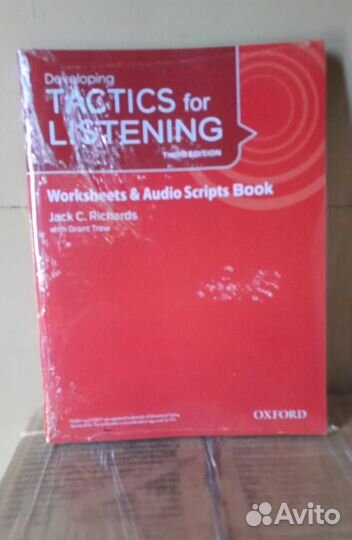 Developing
TACTICS for
LISTENING
THIRD EDITION
Worksheets & Audio Scripts Book
Jack C. Richards
with Grant Trew
OXFORD
Avito